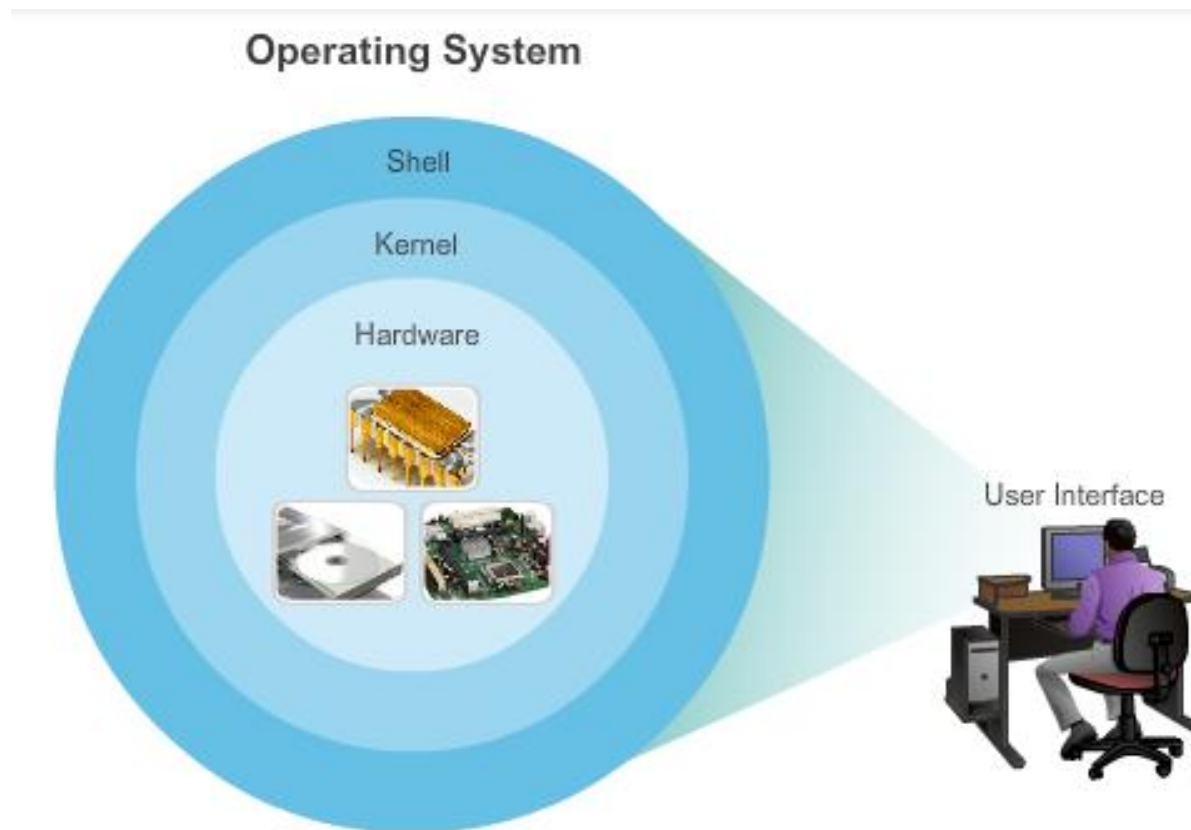 Operating System
Shell
Kernel
Hardware
User Interface